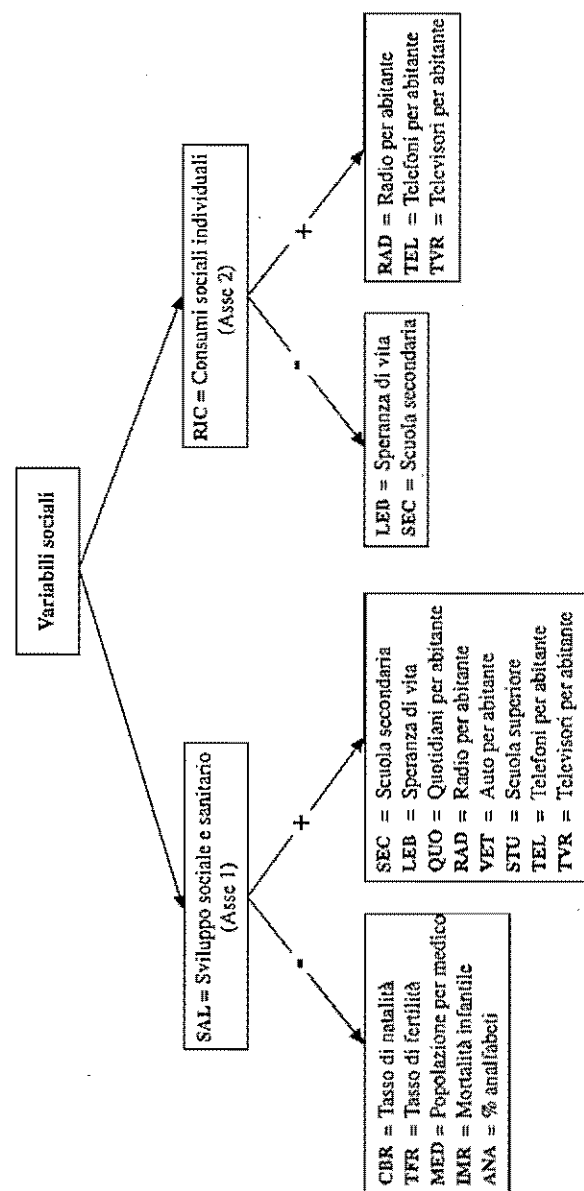 Variabili sociali
SAL = Sviluppo sociale e sanitario
(Asse 1)
RIC = Consumi sociali individuali
(Asse 2)
-
+
-
+
CBR = Tasso di natalità
TFR = Tasso di fertilità
MED = Popolazione per medico
IMR = Mortalità infantile
ANA = % analfabeti
SEC = Scuola secondaria
LEB = Speranza di vita
QUO = Quotidiani per abitante
RAD = Radio per abitante
VET = Auto per abitante
STU = Scuola superiore
TEL = Telefoni per abitante
TVR = Televisori per abitante
LEB = Speranza di vita
SEC = Scuola secondaria
RAD = Radio per abitante
TEL = Telefoni per abitante
TVR = Televisori per abitante